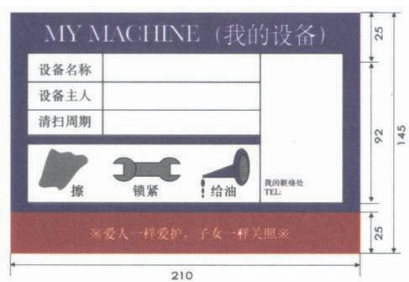 MY MACHINE (我的设备)
设备名称
设备主人
清扫周期
擦
锁紧
给油
我的联络处
TEL:
※爱人一样爱护，子女一样关照※
25
92
145
25
210